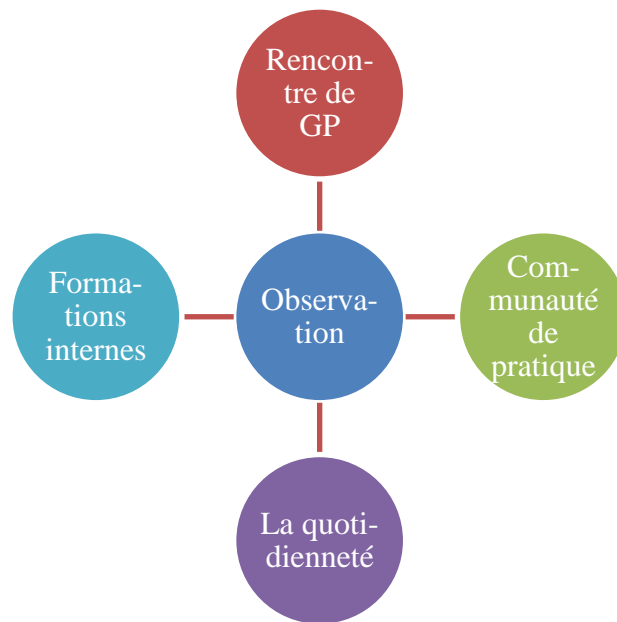 Rencon-
tre de
GP
Forma-
tions
internes
Observa-
tion
Com-
munauté
de
pratique
La quoti-
dienneté